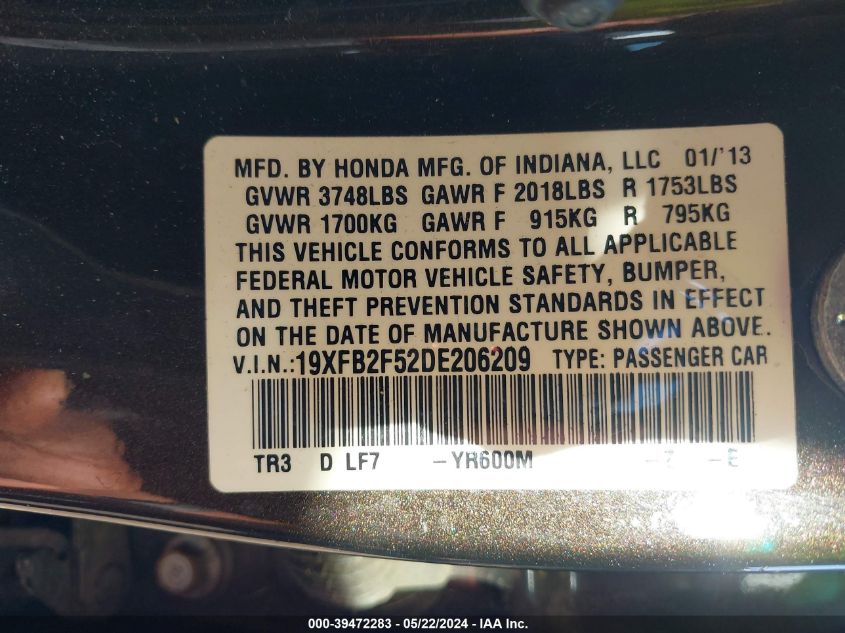 MFD. BY HONDA MFG. OF INDIANA, LLC 01/'13
GVWR 3748LBS GAWR F 2018LBS R 1753LBS
GVWR 1700KG GAWR F 915KG R 795KG
THIS VEHICLE CONFORMS TO ALL APPLICABLE
FEDERAL MOTOR VEHICLE SAFETY, BUMPER,
AND THEFT PREVENTION STANDARDS IN EFFECT
ON THE DATE OF MANUFACTURE SHOWN ABOVE.
V.I.N.:19XFB2F52DE206209 TYPE: PASSENGER CAR
TR3 D LF7 -YR600M -Z -E
000-39472283 - 05/22/2024 - IAA Inc.